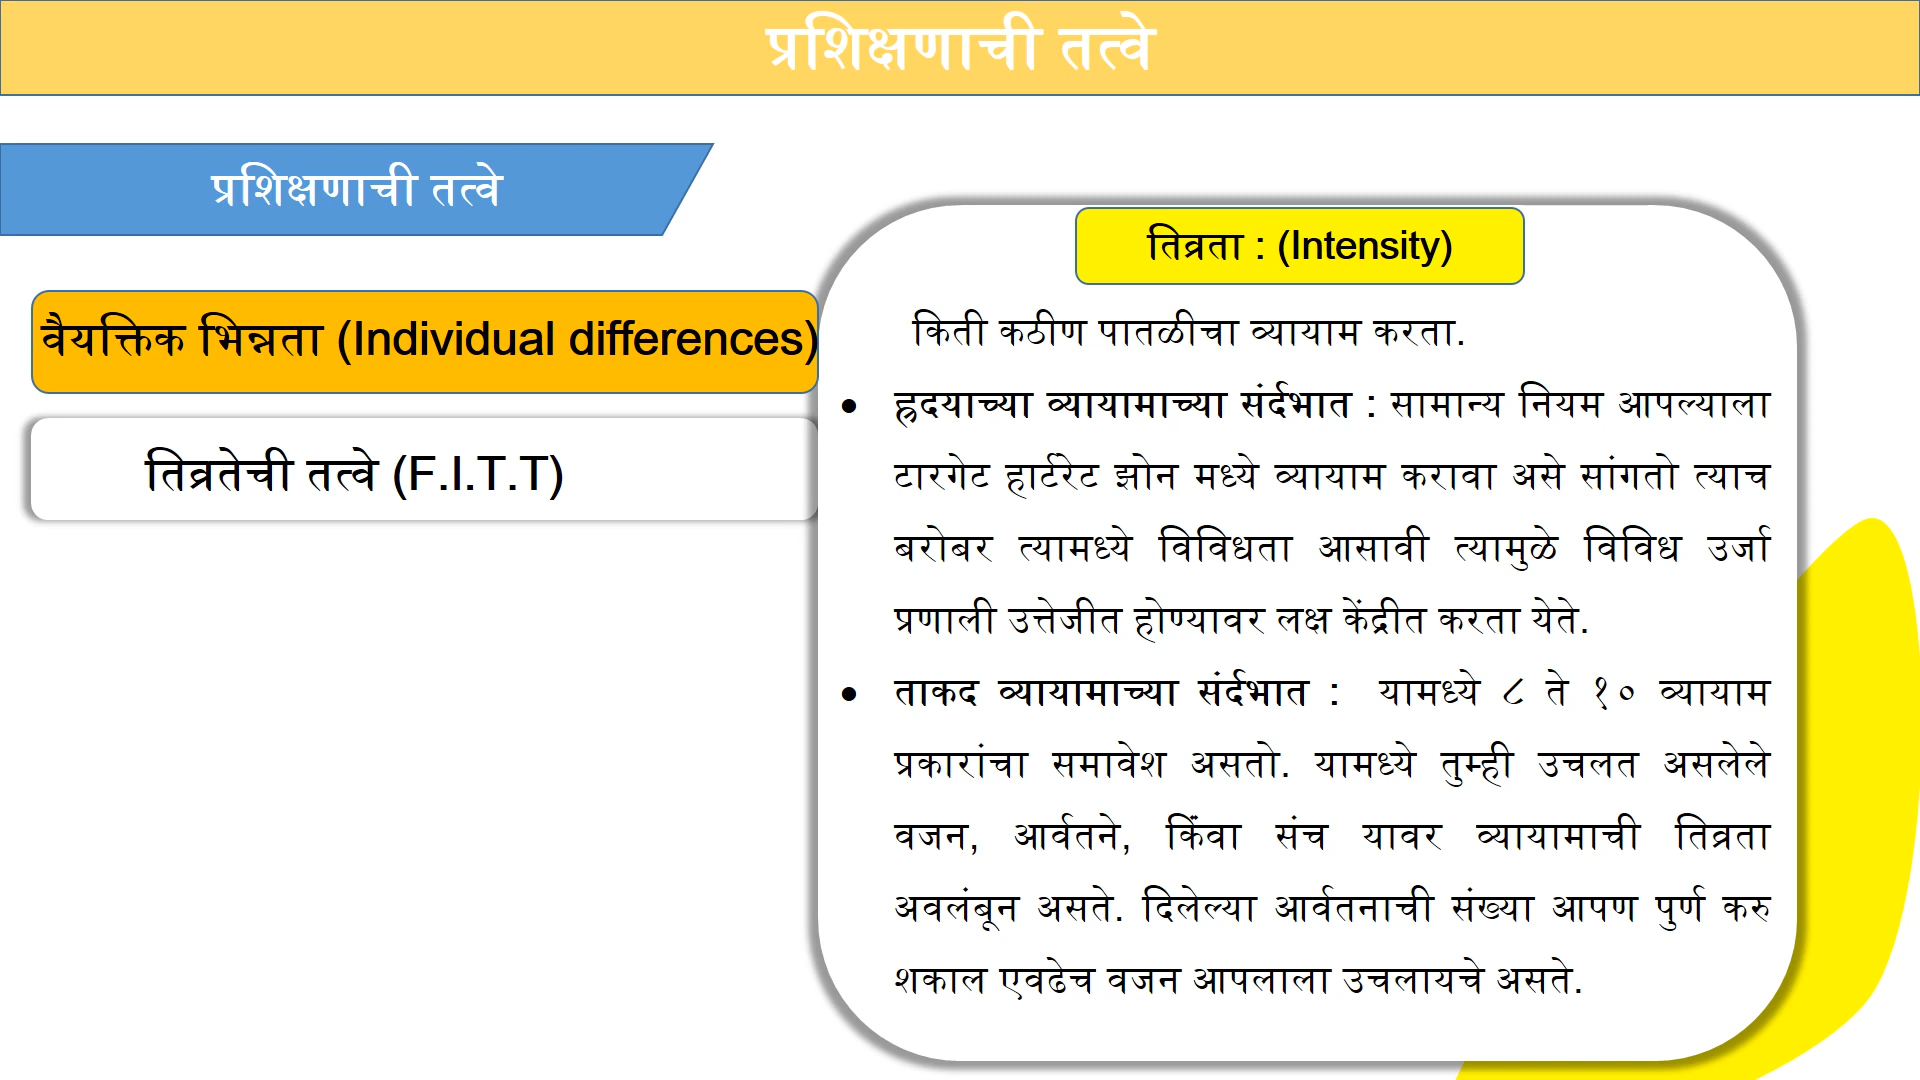 प्रशिक्षणाची तत्वे
प्रशिक्षणाची तत्वे
वैयक्तिक भिन्नता (Individual differences)
तिव्रतेची तत्वे (F.I.T.T)
तिव्रता : (Intensity)
किती कठीण पातळीचा व्यायाम करता.
• ह्रदयाच्या व्यायामाच्या संर्दभात : सामान्य नियम आपल्याला
टारगेट हार्टरेट झोन मध्ये व्यायाम करावा असे सांगतो त्याच
बरोबर त्यामध्ये विविधता आसावी त्यामुळे विविध उर्जा
प्रणाली उत्तेजीत होण्यावर लक्ष केंद्रीत करता येते.
• ताकद व्यायामाच्या संर्दभात : यामध्ये ८ ते १० व्यायाम
प्रकारांचा समावेश असतो. यामध्ये तुम्ही उचलत असलेले
वजन, आर्वतने, किंवा संच यावर व्यायामाची तिव्रता
अवलंबून असते. दिलेल्या आर्वतनाची संख्या आपण पुर्ण करु
शकाल एवढेच वजन आपलाला उचलायचे असते.